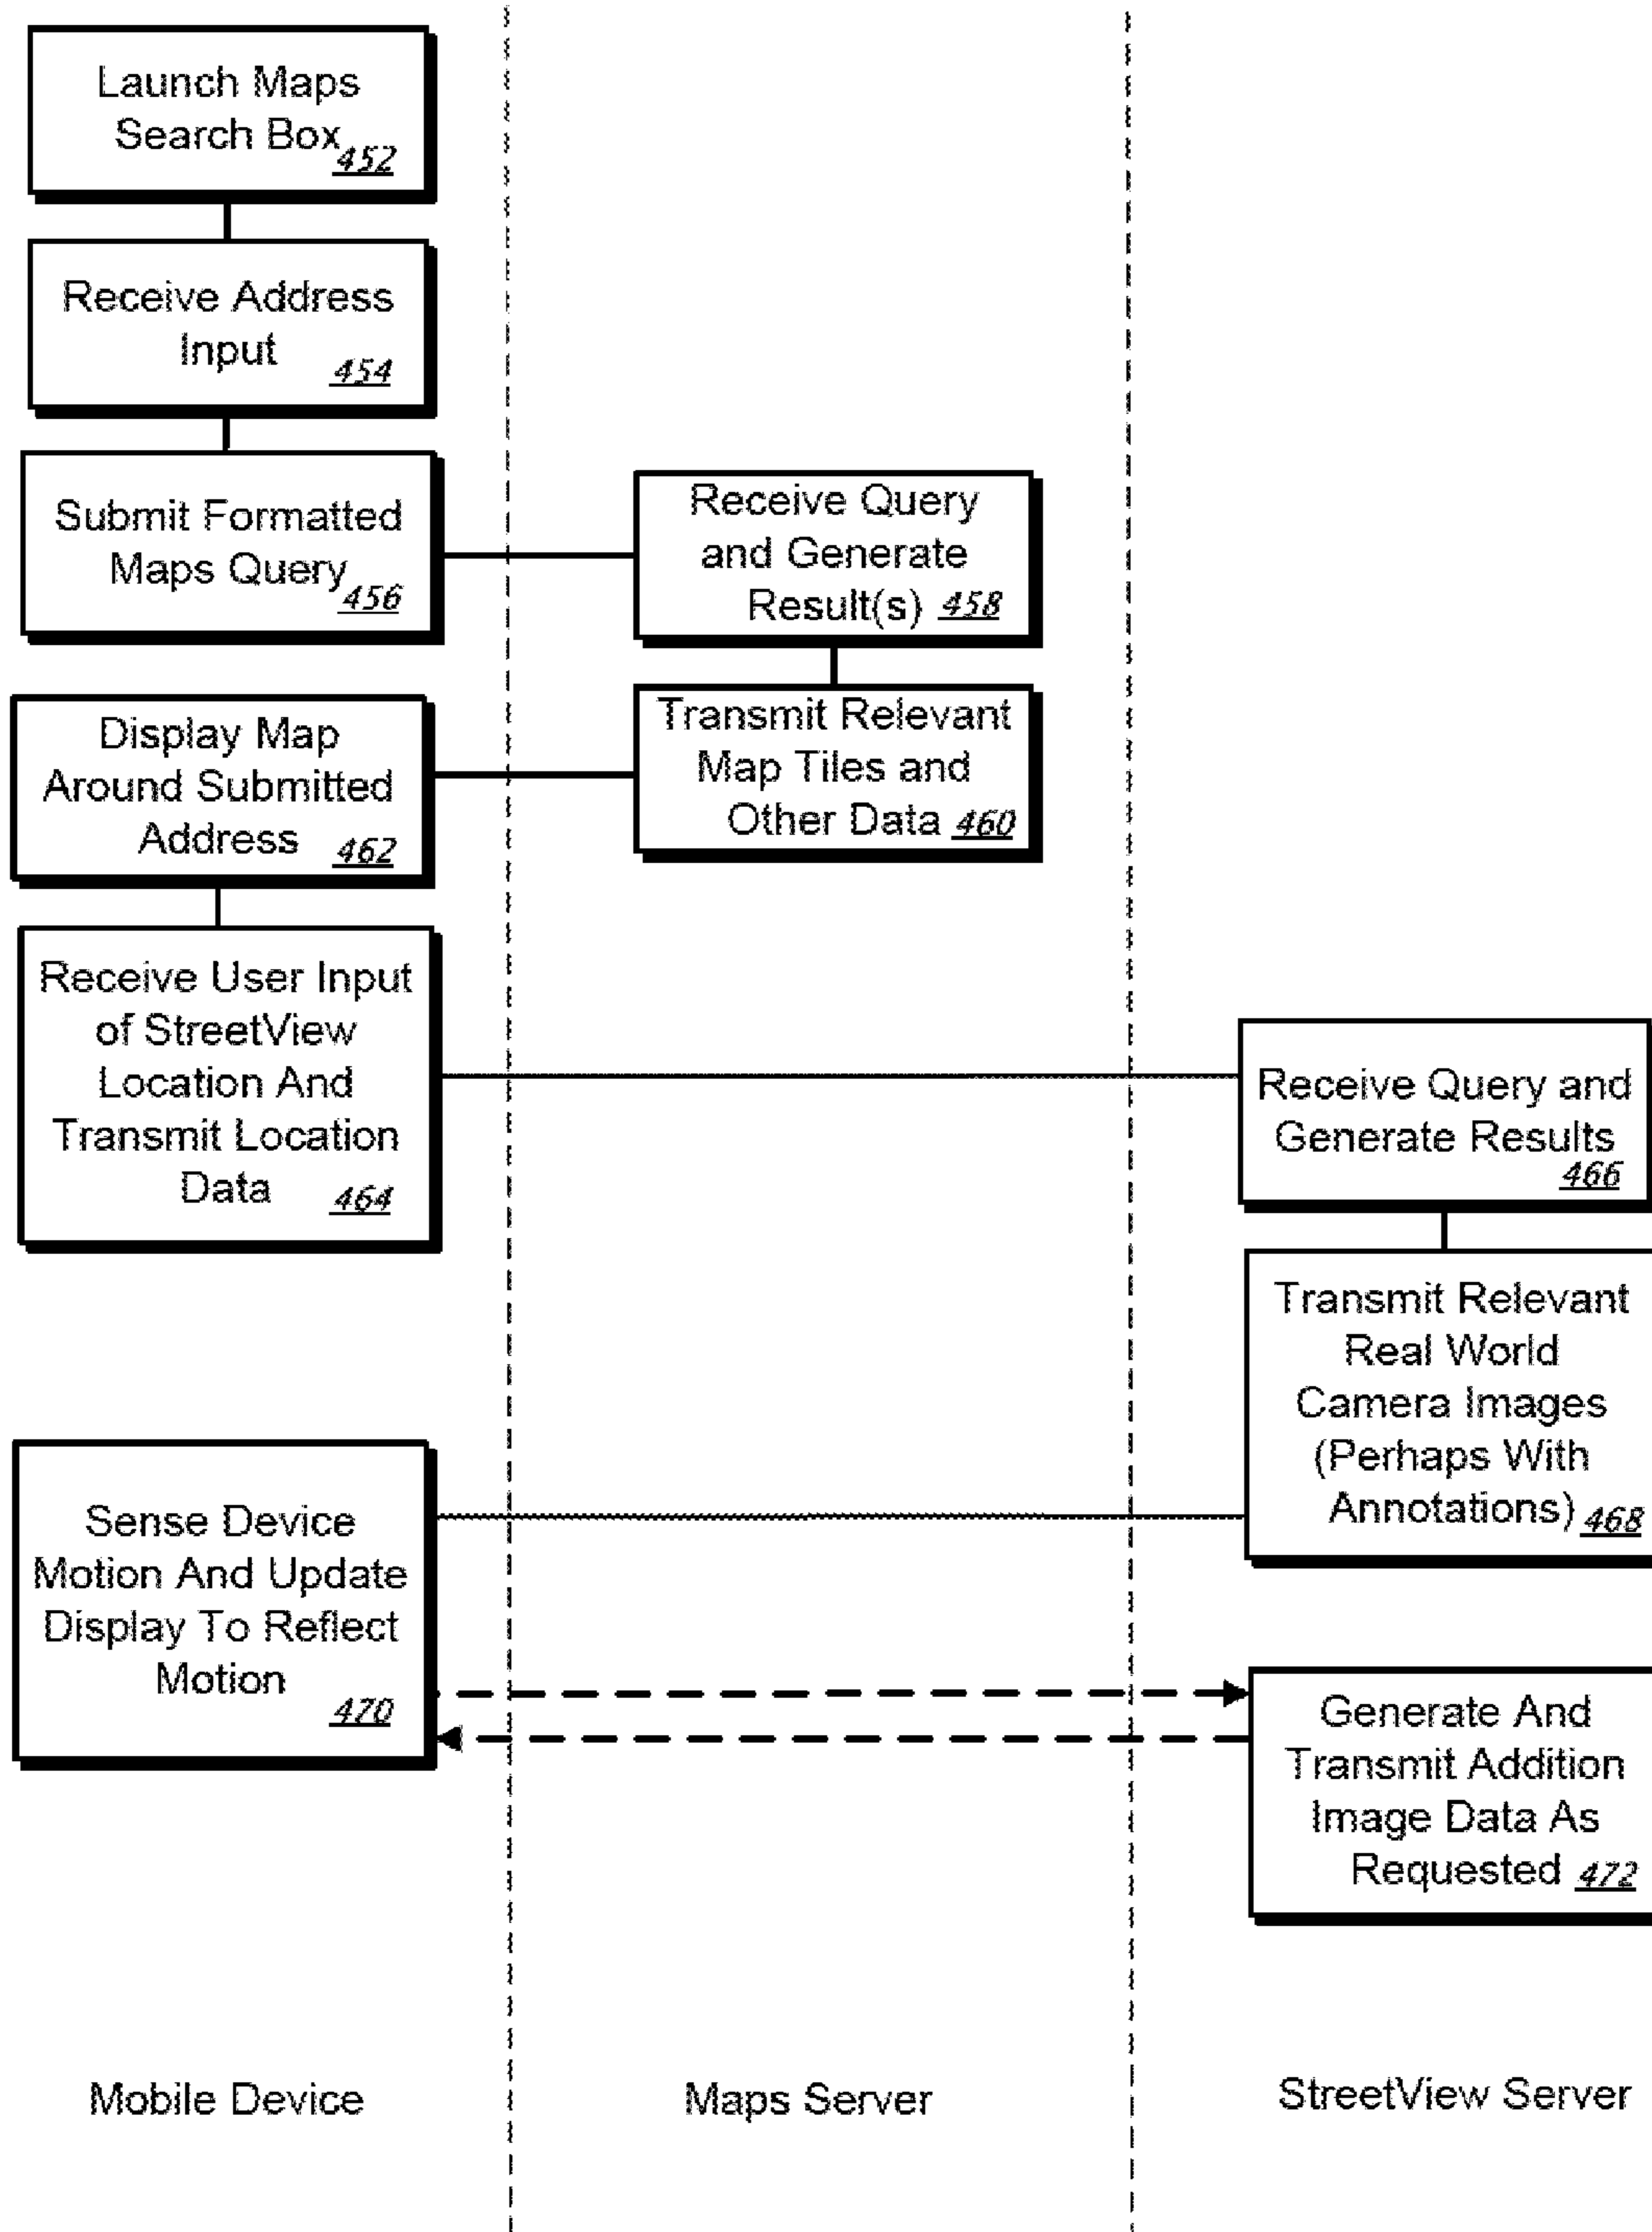 Launch Maps
Search Box 452
Receive Address
Input 454
Submit Formatted
Maps Query 456
Receive Query
and Generate
Result(s) 458
Transmit Relevant
Map Tiles and
Other Data 460
Display Map
Around Submitted
Address 462
Receive User Input
of StreetView
Location And
Transmit Location
Data 464
Receive Query and
Generate Results
466
Transmit Relevant
Real World
Camera Images
(Perhaps With
Annotations) 468
Sense Device
Motion And Update
Display To Reflect
Motion
470
Generate And
Transmit Addition
Image Data As
Requested 472
Mobile Device
Maps Server
StreetView Server